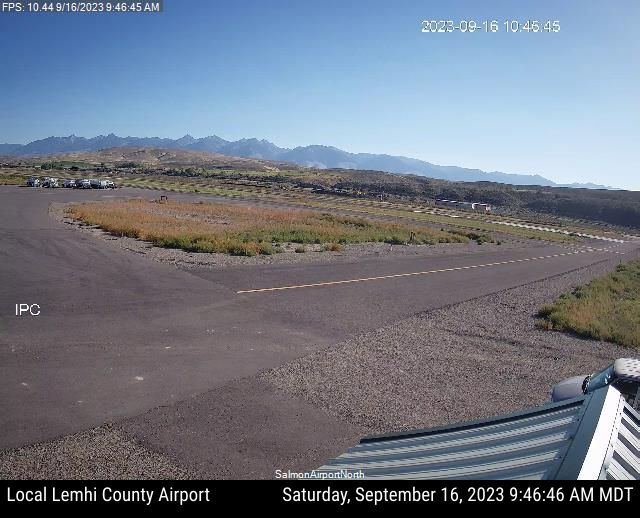 FPS: 10.44 9/16/2023 9:46:45 AM
2023-09-16 10:45:45
IPC
SalmonAirportNorth
Local Lemhi County Airport Saturday, September 16, 2023 9:46:46 AM MDT